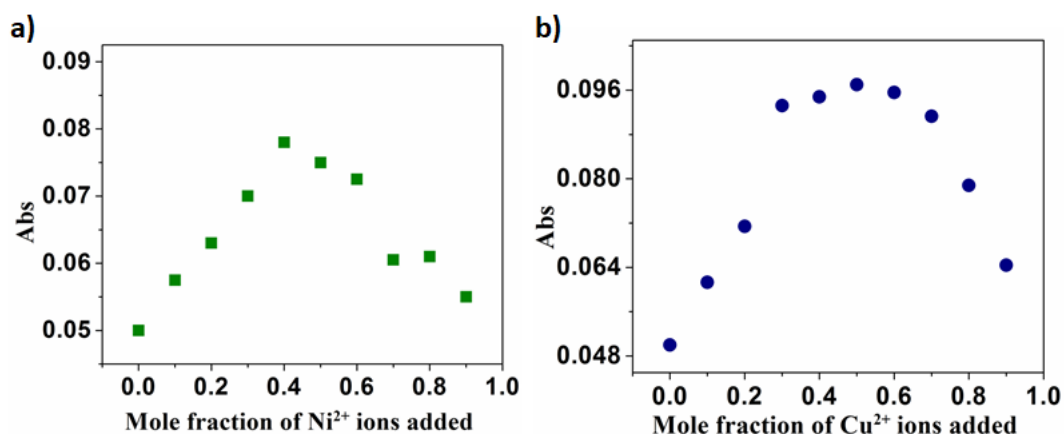 a)
0.09
0.08
0.07
0.06
0.05
Abs
0.0 0.2 0.4 0.6 0.8 1.0
Mole fraction of Ni²⁺ ions added
b)
0.096
0.080
0.064
0.048
Abs
0.0 0.2 0.4 0.6 0.8 1.0
Mole fraction of Cu²⁺ ions added